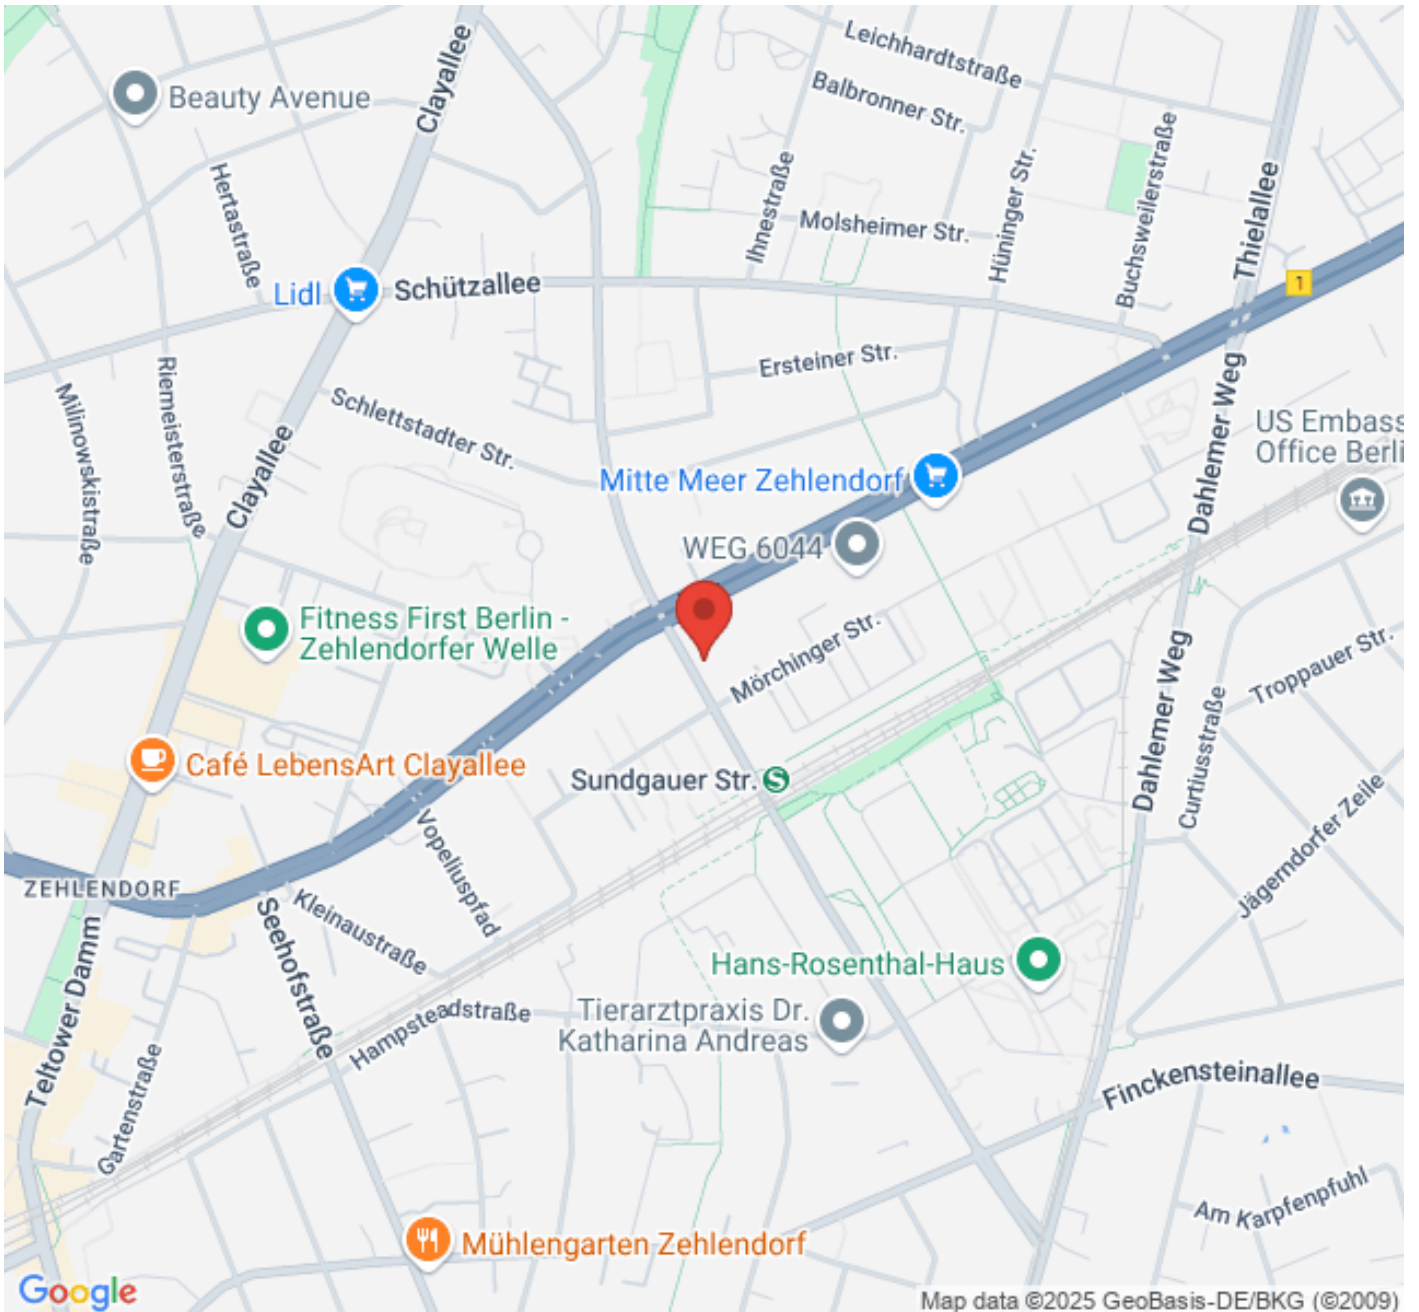 Leichhardtstraße
Beauty Avenue
Clayallee
Balbronner Str.
Buchsweilerstraße
Hertastraße
Ihnestraße
Hüninger Str.
Thielallee
Molsheimer Str.
Lidl
Schützallee
1
Ersteiner Str.
Riemeisterstraße
Milinowskistraße
Schlettstadter Str.
Clayallee
Dahlemer Weg
US Embass
Office Berli
Mitte Meer Zehlendorf
WEG 6044
Fitness First Berlin -
Zehlendorfer Welle
Mörchinger Str.
Dahlemer Weg
Troppauer Str.
Curtiusstraße
Café LebensArt Clayallee
Sundgauer Str.
S
Vopeliuspfad
Jägerndorfer Zeile
ZEHLENDORF
Kleinaustraße
Seehofstraße
Teltower Damm
Hans-Rosenthal-Haus
Hampsteadstraße
Tierarztpraxis Dr.
Katharina Andreas
Gartenstraße
Finckensteinallee
Am Karpfenpfuhl
Mühlengarten Zehlendorf
Google
Map data ©2025 GeoBasis-DE/BKG (©2009)